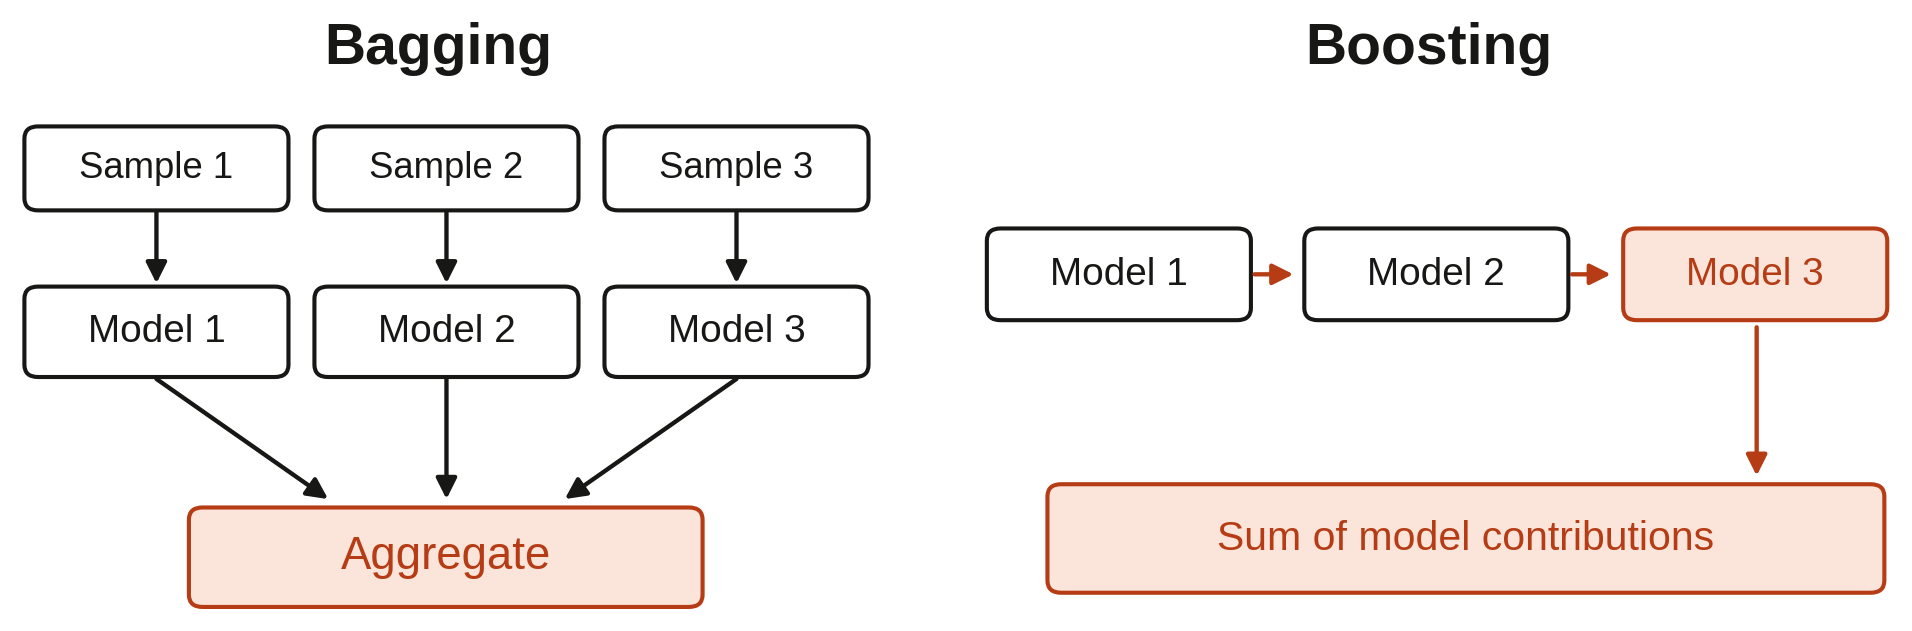 Bagging
Sample 1
Sample 2
Sample 3
Model 1
Model 2
Model 3
Aggregate
Boosting
Model 1
Model 2
Model 3
Sum of model contributions